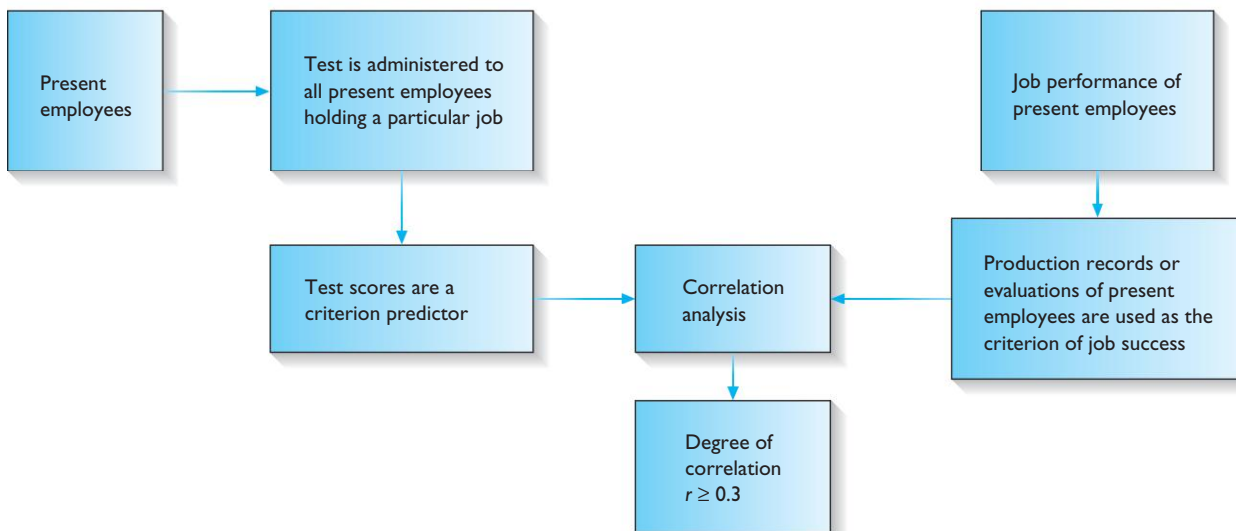 Present
employees
Test is administered to
all present employees
holding a particular job
Job performance of
present employees
Test scores are a
criterion predictor
Correlation
analysis
Production records or
evaluations of present
employees are used as the
criterion of job success
Degree of
correlation
r ≥ 0.3